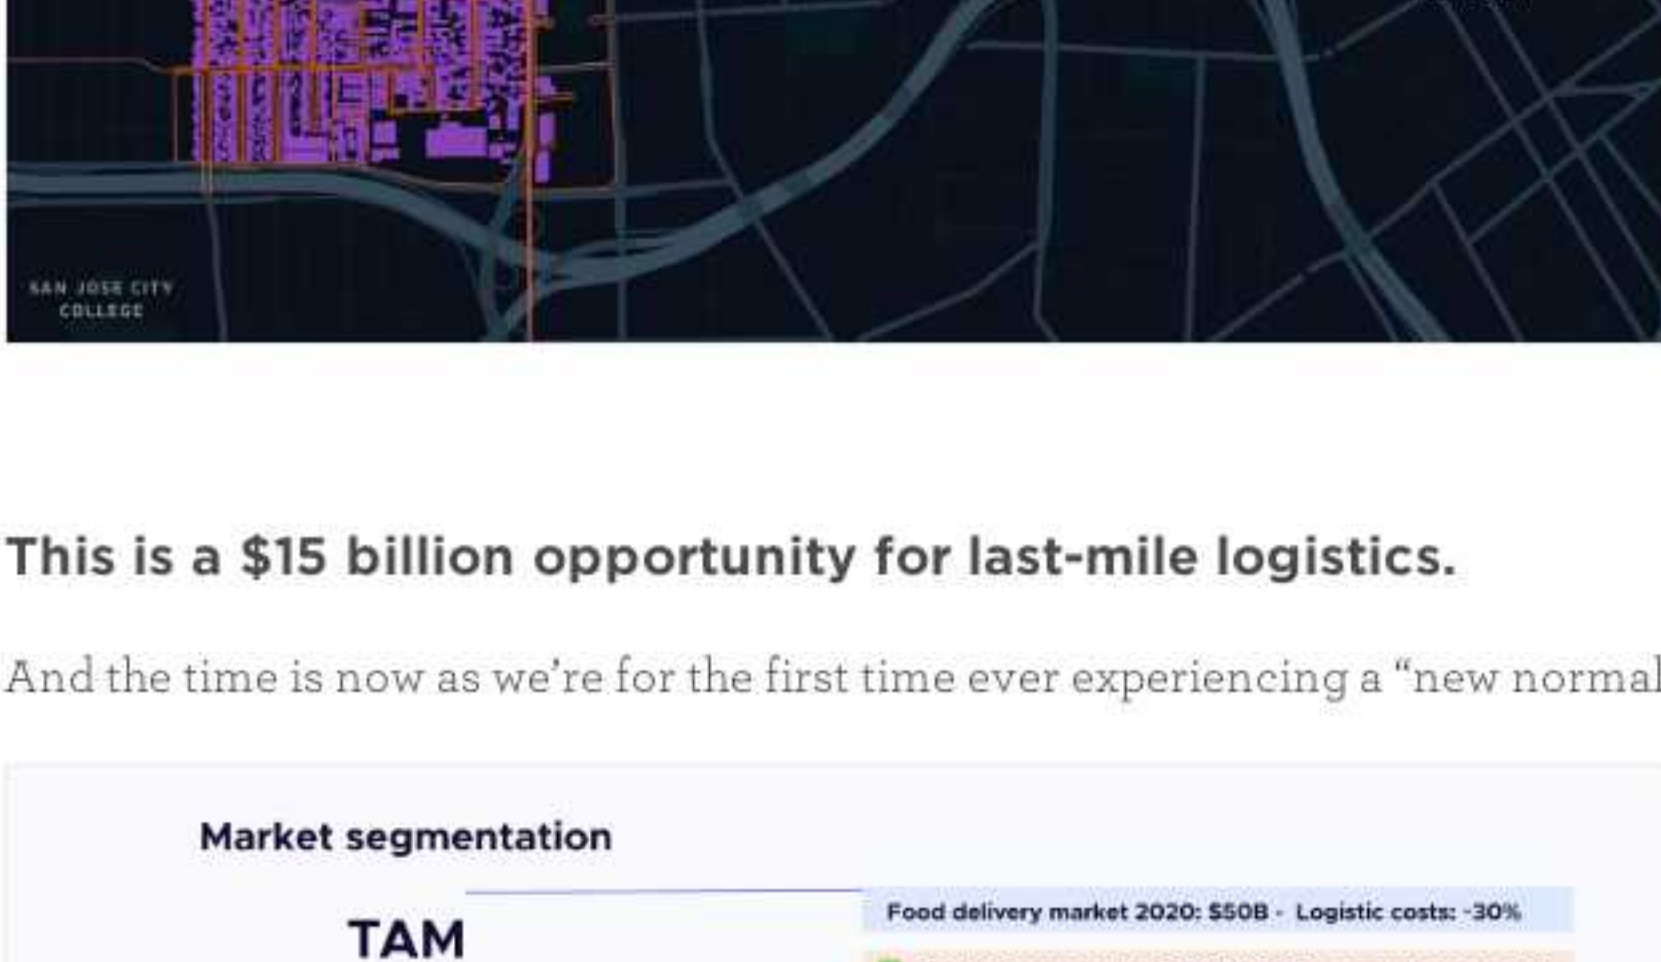 SAN JOSE CITY
COLLEGE
This is a $15 billion opportunity for last-mile logistics.
And the time is now as we’re for the first time ever experiencing a “new normal
Market segmentation
TAM
Food delivery market 2020: $50B - Logistic costs: ~30%